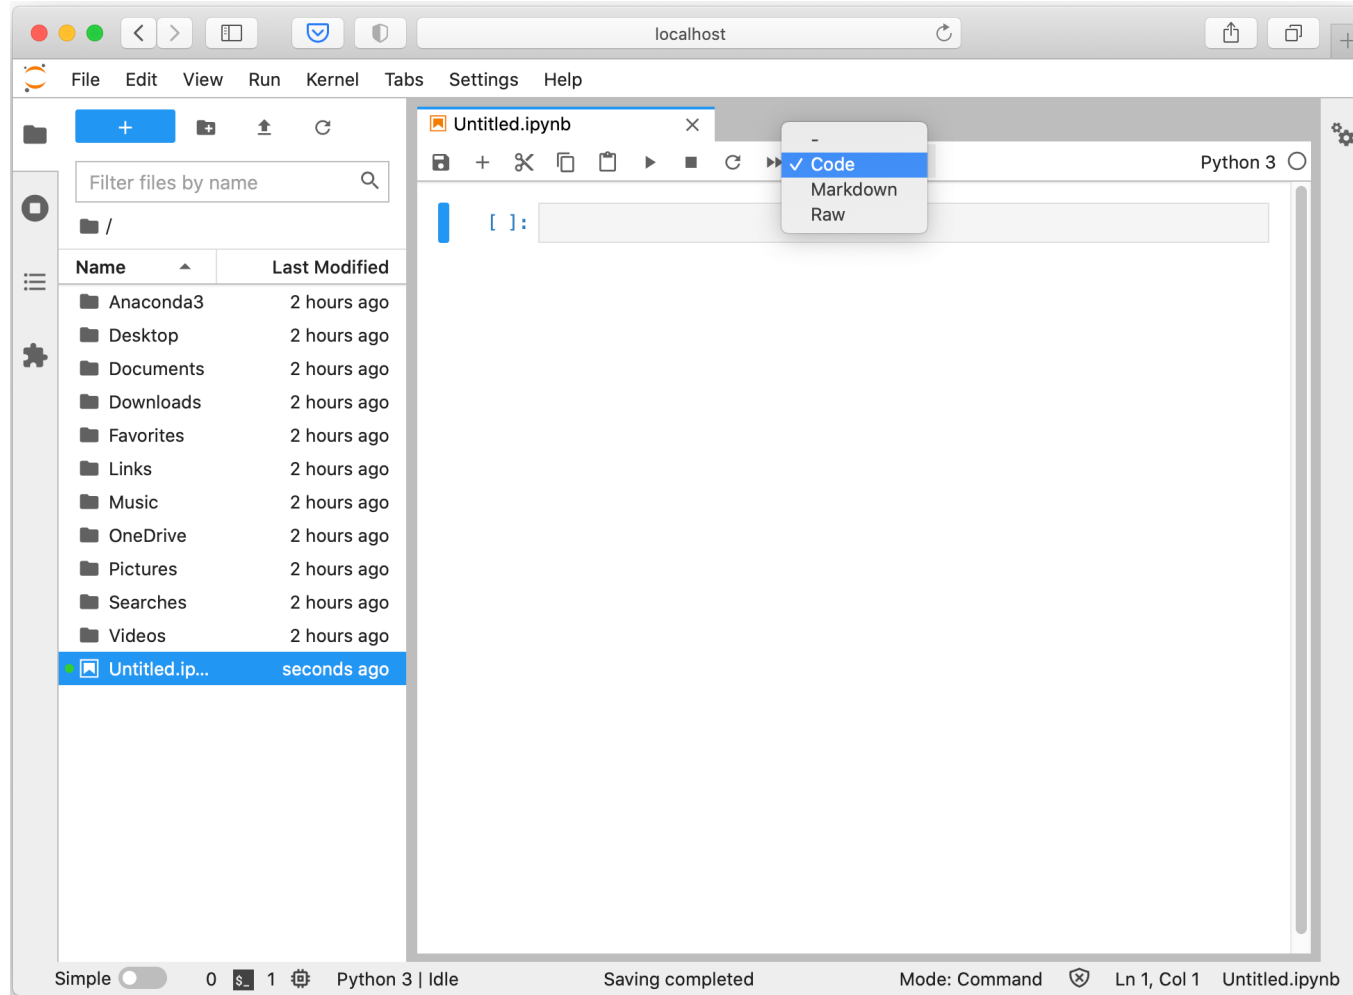 localhost
File Edit View Run Kernel Tabs Settings Help
+
Filter files by name
/
Name Last Modified
Anaconda3 2 hours ago
Desktop 2 hours ago
Documents 2 hours ago
Downloads 2 hours ago
Favorites 2 hours ago
Links 2 hours ago
Music 2 hours ago
OneDrive 2 hours ago
Pictures 2 hours ago
Searches 2 hours ago
Videos 2 hours ago
Untitled.ip... seconds ago
Untitled.ipynb
-
✓ Code
Markdown
Raw
Python 3
[ ]:
Simple 0 $_ 1 Python 3 | Idle Saving completed Mode: Command Ln 1, Col 1 Untitled.ipynb